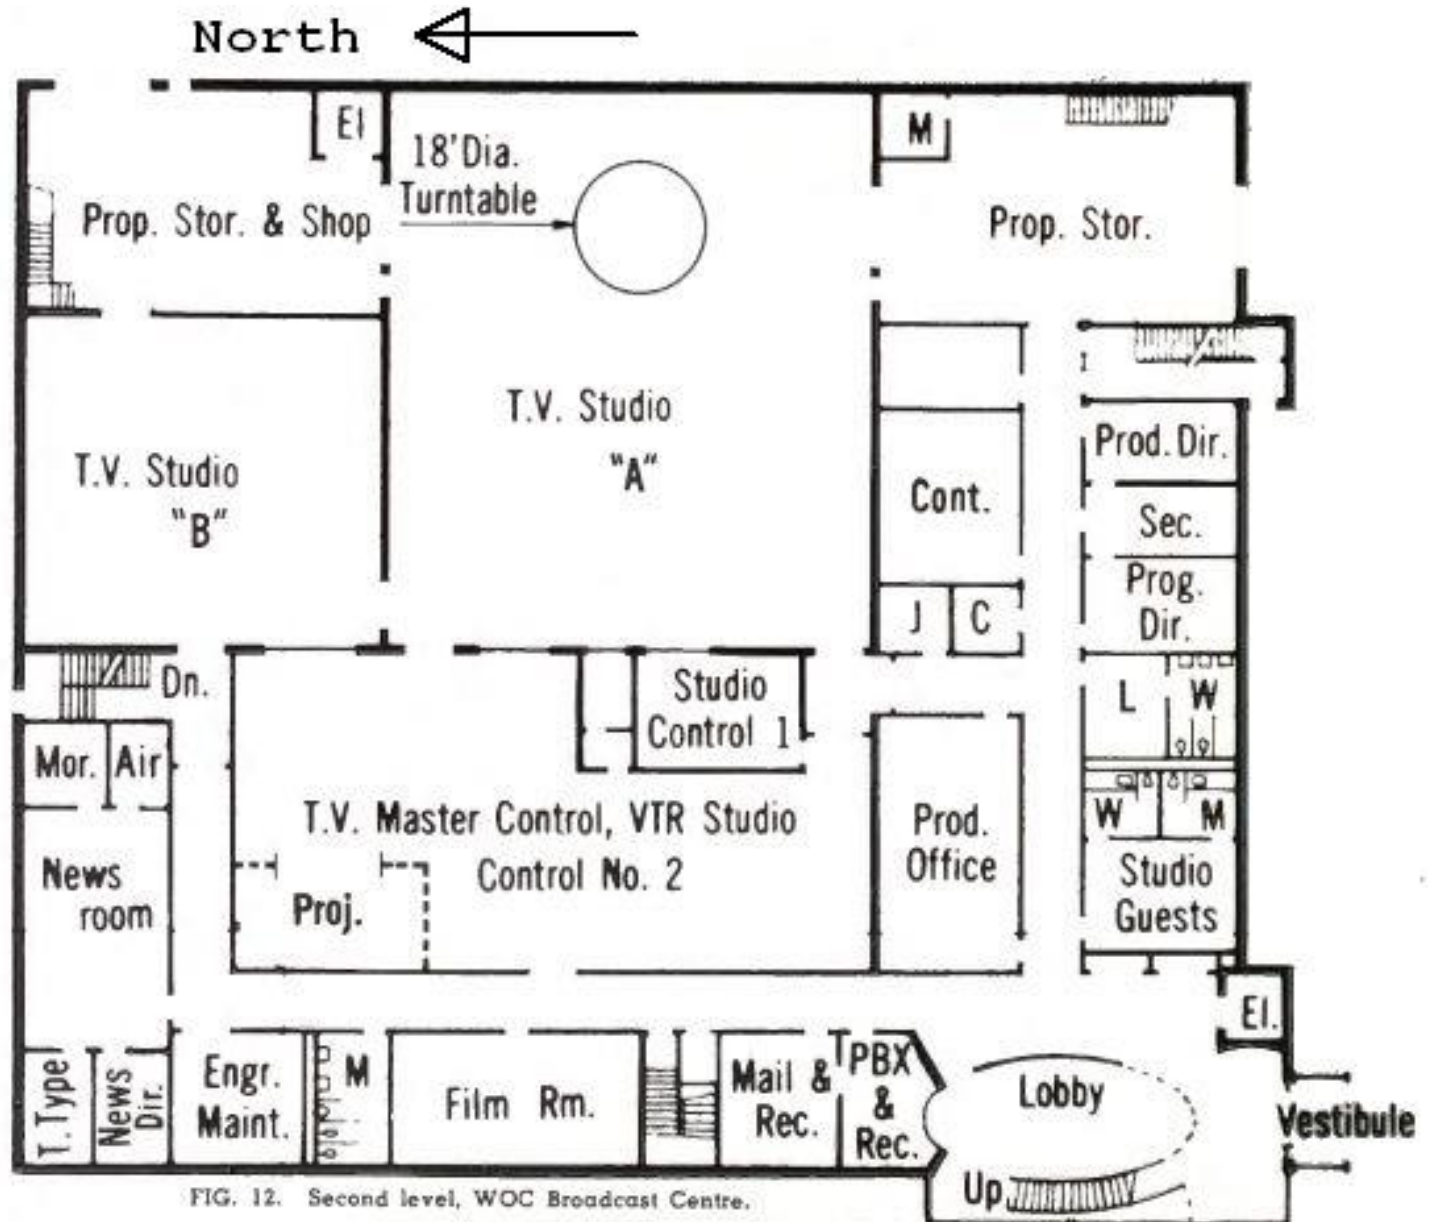 North
El
18'Dia.
Turntable
M
Prop. Stor. & Shop
Prop. Stor.
T.V. Studio
"A"
T.V. Studio
"B"
Prod. Dir.
Cont.
Sec.
Prog.
Dir.
J
C
Dn.
Studio
Control 1
L
W
Mor.
Air
T.V. Master Control, VTR Studio
Control No. 2
Prod.
Office
W
M
News
room
Proj.
Studio
Guests
El.
T. Type
News
Dir.
Engr.
Maint.
M
Film Rm.
Mail &
Rec.
PBX
&
Rec.
Lobby
Vestibule
Up
FIG. 12. Second level, WOC Broadcast Centre.